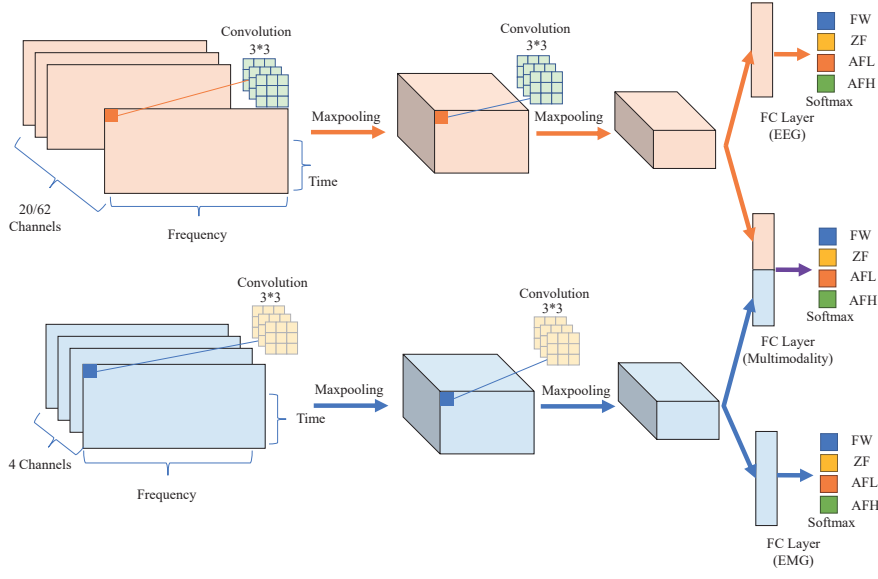 Convolution
3*3
Maxpooling
Time
20/62
Channels
Frequency
Convolution
3*3
Maxpooling
FW
ZF
AFL
AFH
Softmax
FC Layer
(EEG)
FW
ZF
AFL
AFH
Softmax
FC Layer
(Multimodality)
Convolution
3*3
Maxpooling
Time
4 Channels
Frequency
Convolution
3*3
Maxpooling
FW
ZF
AFL
AFH
Softmax
FC Layer
(EMG)